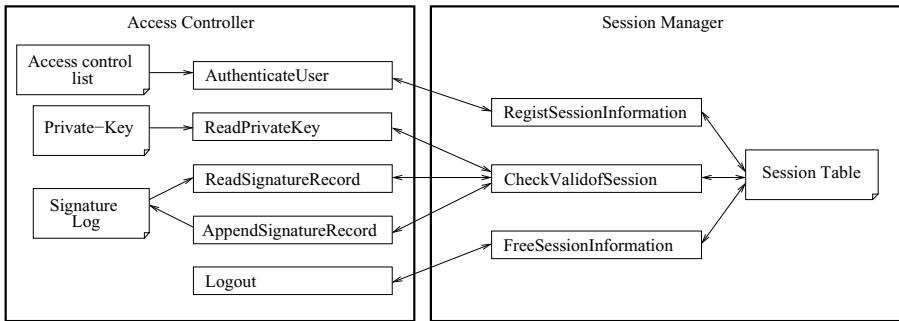 Access Controller
Session Manager
Access control
list
AuthenticateUser
RegistSessionInformation
Private-Key
ReadPrivateKey
ReadSignatureRecord
CheckValidofSession
Session Table
Signature
Log
AppendSignatureRecord
FreeSessionInformation
Logout